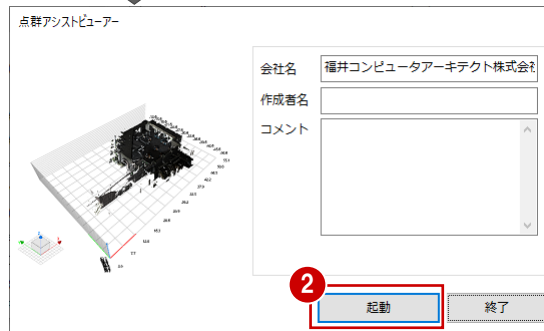 点群アシストビューアー
会社名 福井コンピュータアーキテクト株式会社
作成者名
コメント
2
起動 終了